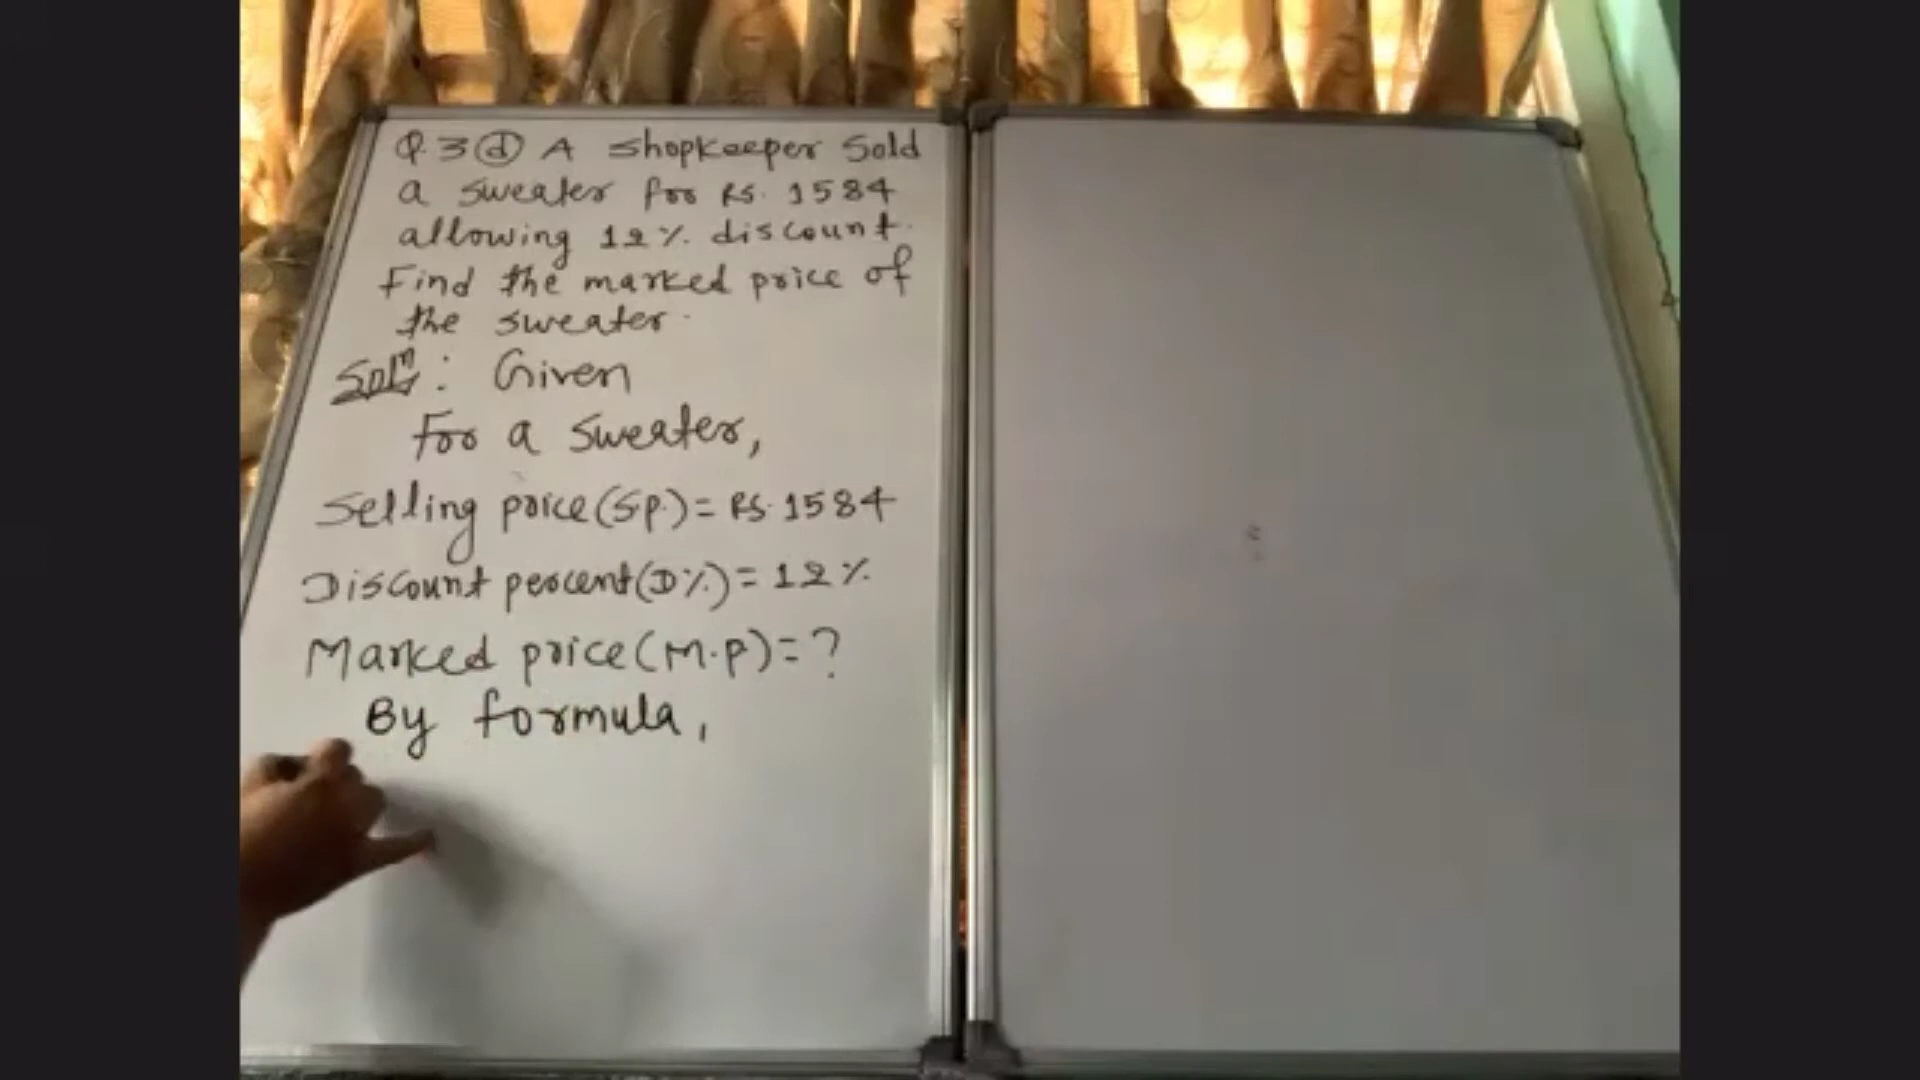 Q.3 (d) A shopkeeper sold
a sweater for Rs. 1584
allowing 12% discount.
Find the marked price of
the sweater.
Solⁿ: Given
For a sweater,
Selling price(S.P.)= Rs. 1584
Discount percent(D%)=12%
Marked price(M.P)=?
By formula,